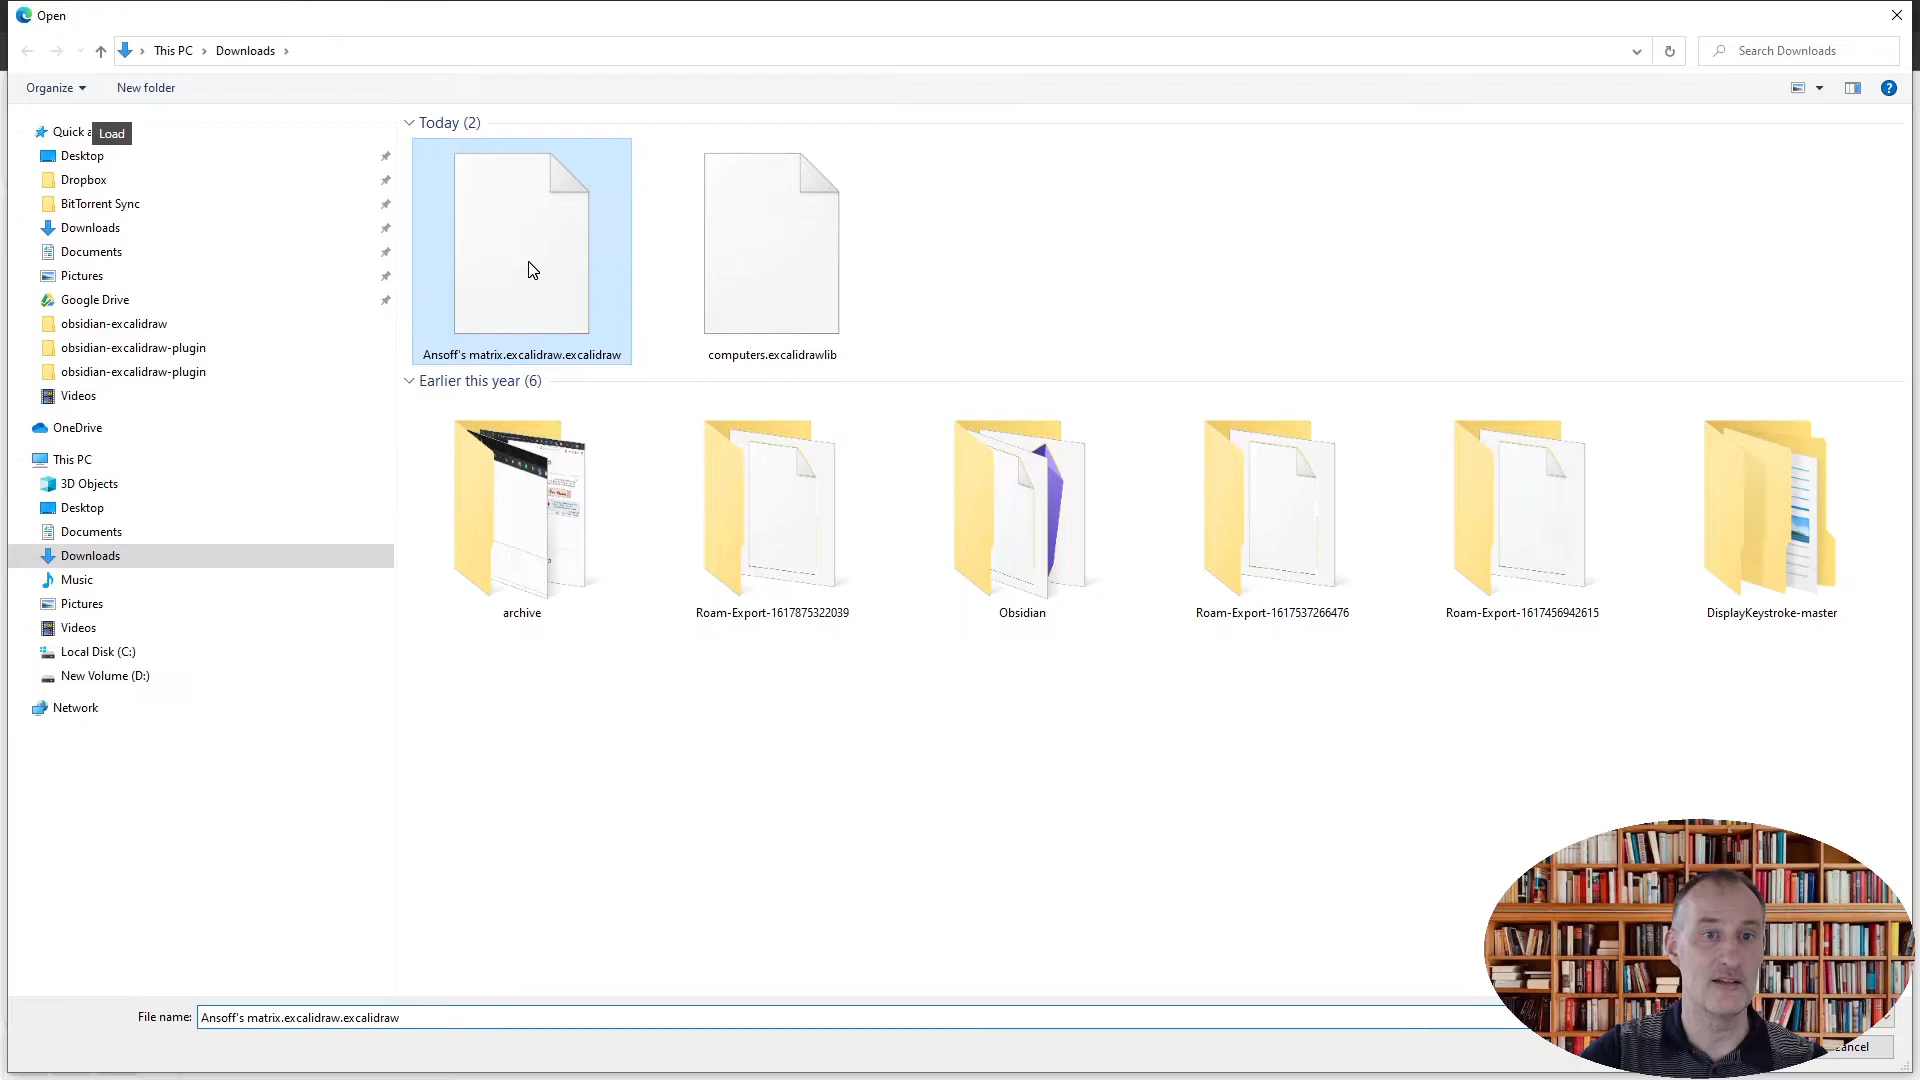 Open
This PC
Downloads
Search Downloads
Organize
New folder
Quick a
Load
Desktop
Dropbox
BitTorrent Sync
Downloads
Documents
Pictures
Google Drive
obsidian-excalidraw
obsidian-excalidraw-plugin
obsidian-excalidraw-plugin
Videos
OneDrive
This PC
3D Objects
Desktop
Documents
Downloads
Music
Pictures
Videos
Local Disk (C:)
New Volume (D:)
Network
Today (2)
Ansoff's matrix.excalidraw.excalidraw
computers.excalidrawlib
Earlier this year (6)
archive
Roam-Export-1617875322039
Obsidian
Roam-Export-1617537266476
Roam-Export-1617456942615
DisplayKeystroke-master
File name:
Ansoff's matrix.excalidraw.excalidraw
ancel